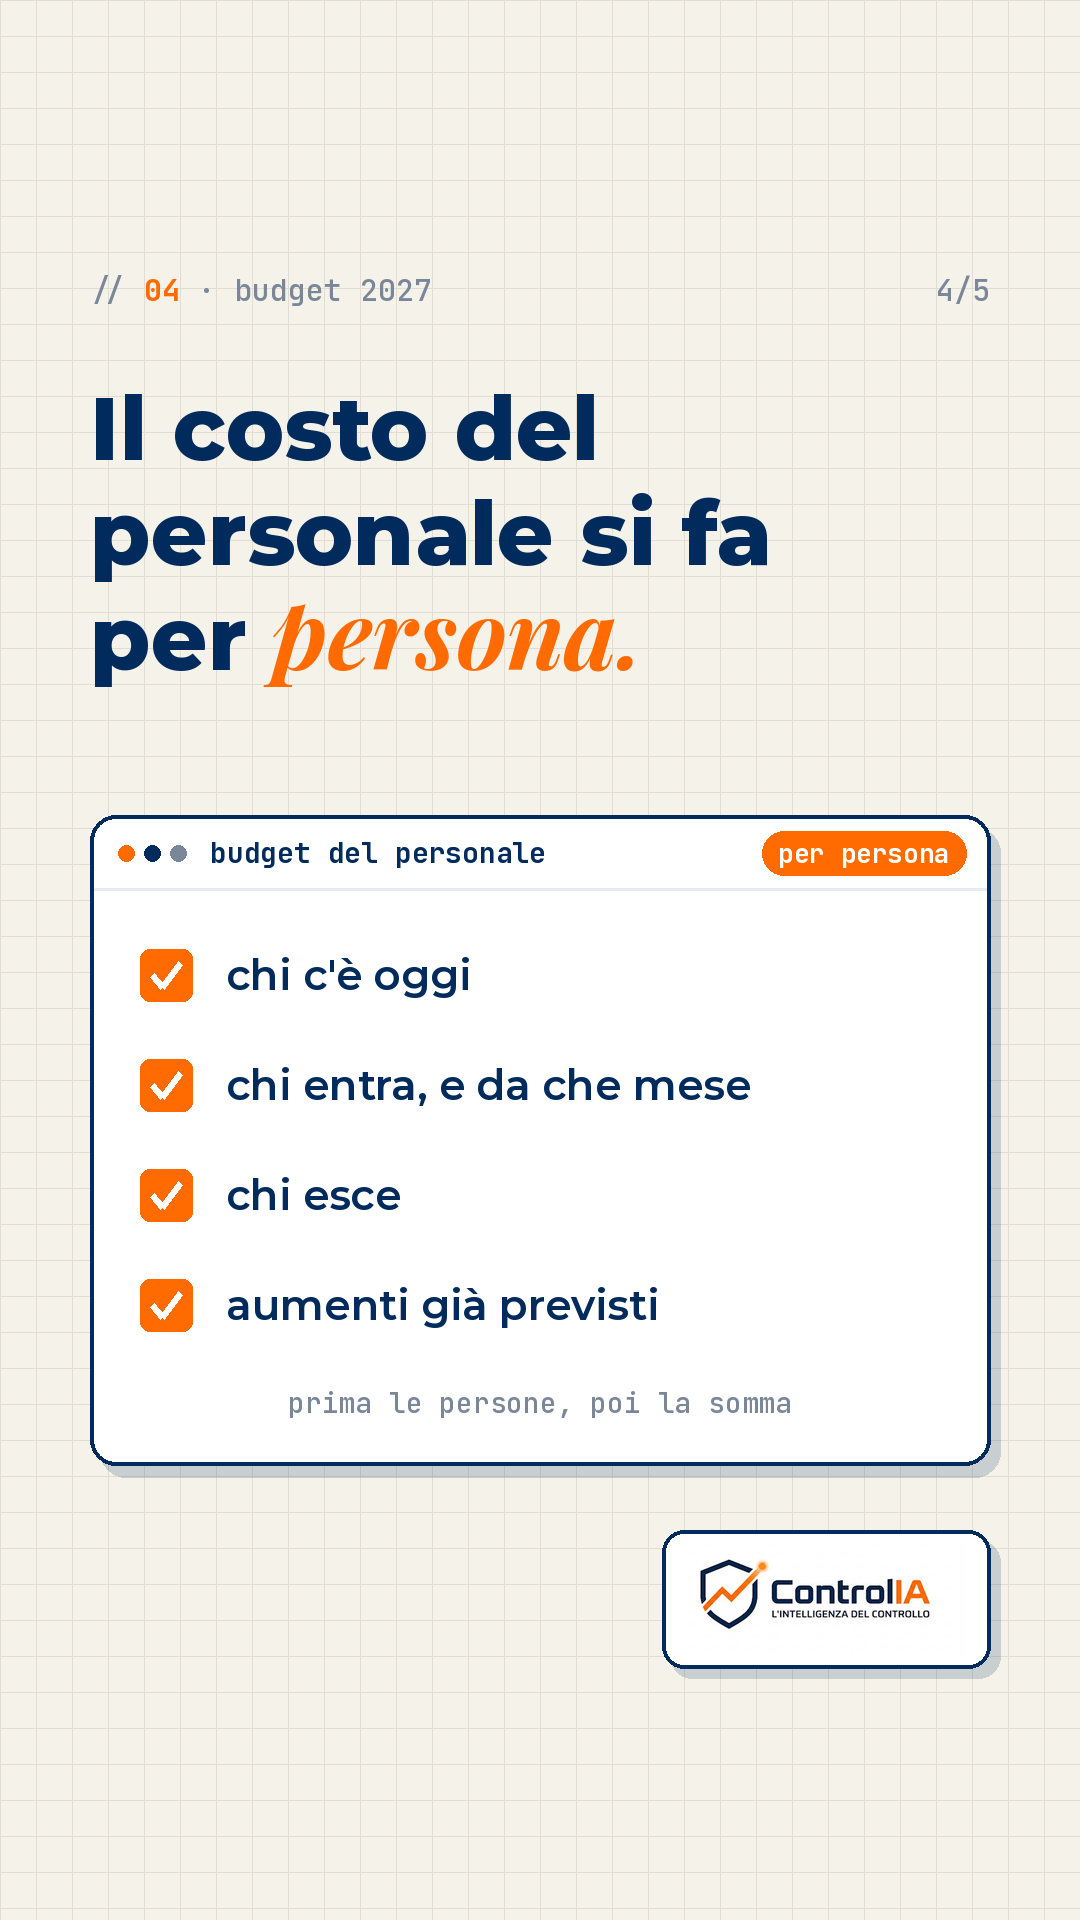 // 04 · budget 2027
4/5
Il costo del
personale si fa
per persona.
budget del personale
per persona
chi c'è oggi
chi entra, e da che mese
chi esce
aumenti già previsti
prima le persone, poi la somma
ControlIA
L'INTELLIGENZA DEL CONTROLLO